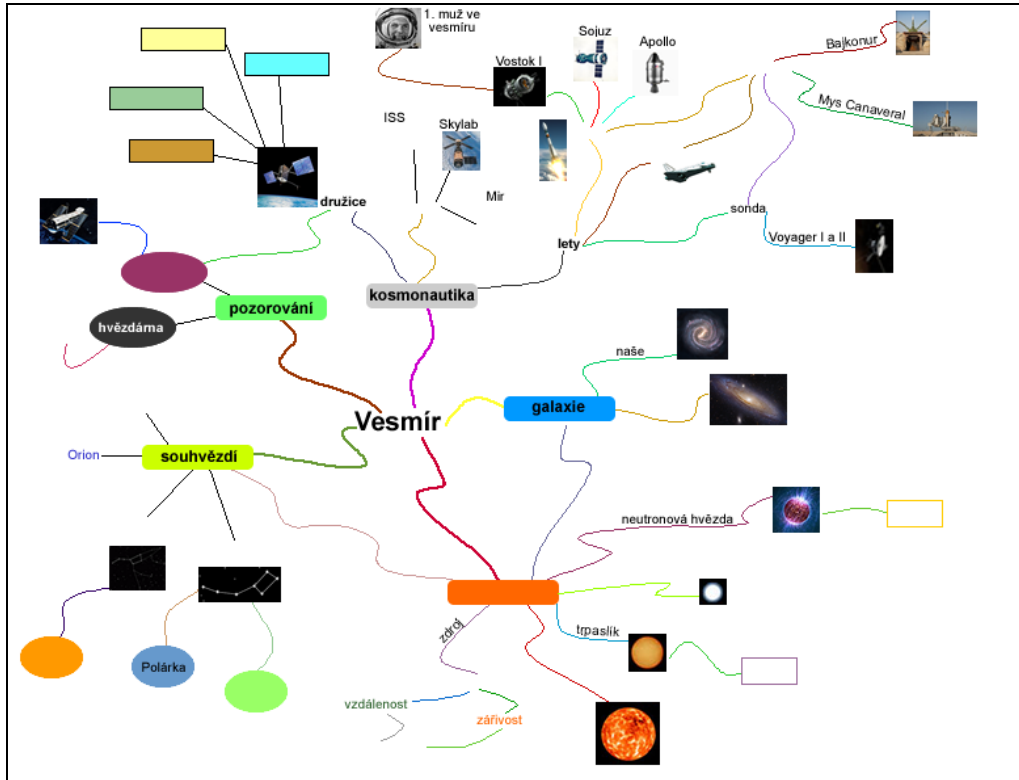 1. muž ve
vesmíru
Sojuz
Apollo
Bajkonur
Vostok I
Mys Canaveral
ISS
Skylab
Mir
družice
sonda
lety
Voyager I a II
kosmonautika
pozorování
hvězdárna
naše
galaxie
Vesmír
souhvězdí
Orion
neutronová hvězda
zdroj
trpaslík
Polárka
vzdálenost
zářivost